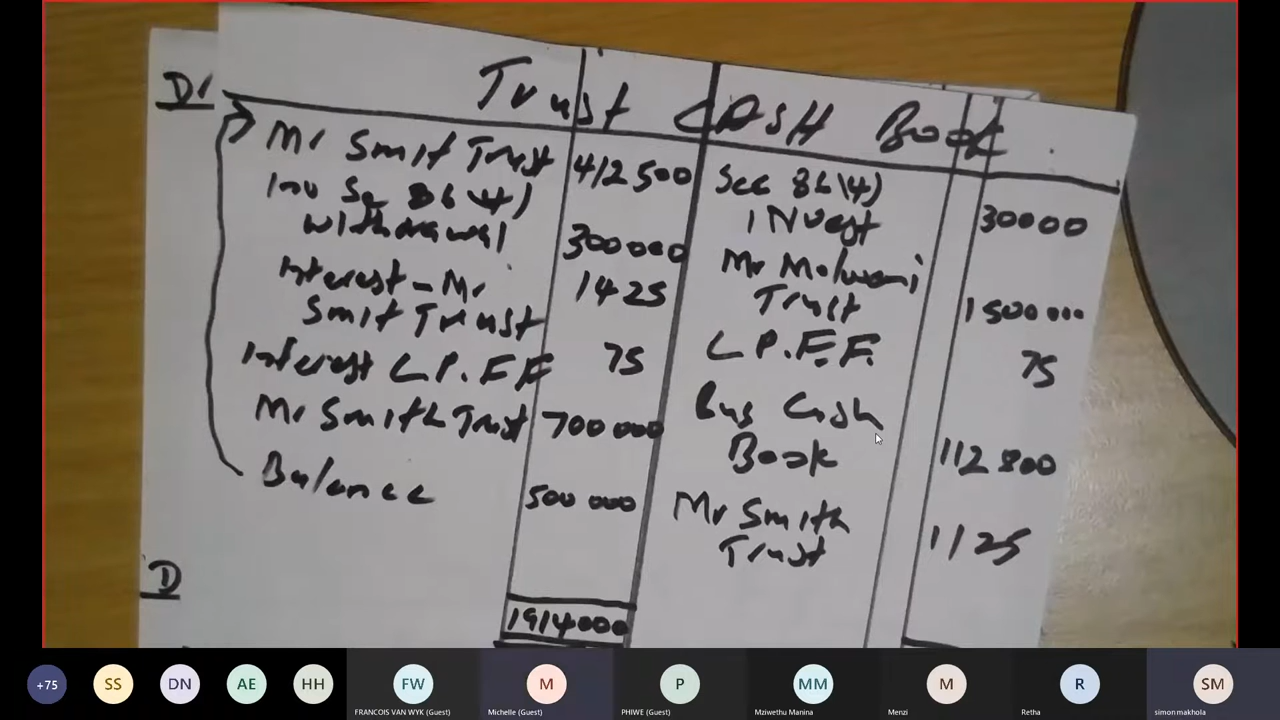 Dr
Trust CASH Book
Mr Smit Trust 412 500
Inv Sec 86(4)
withdrawal 300 000
Interest - Mr 1425
Smit Trust
Interest L.P.F.F 75
Mr Smith Trust 700 000
Balance 500 000
1914000
Sec 86(4)
INVest 30000
Mr Molwani
Trust 1500000
L.P.F.F. 75
Bus Cash
Book 112 800
Mr Smith
Trust 1125
D
+75
SS
DN
AE
HH
FW
FRANCOIS VAN WYK (Guest)
M
Michelle (Guest)
P
PHIWE (Guest)
MM
Mziwethu Manina
M
Menzi
R
Retha
SM
simon makhola